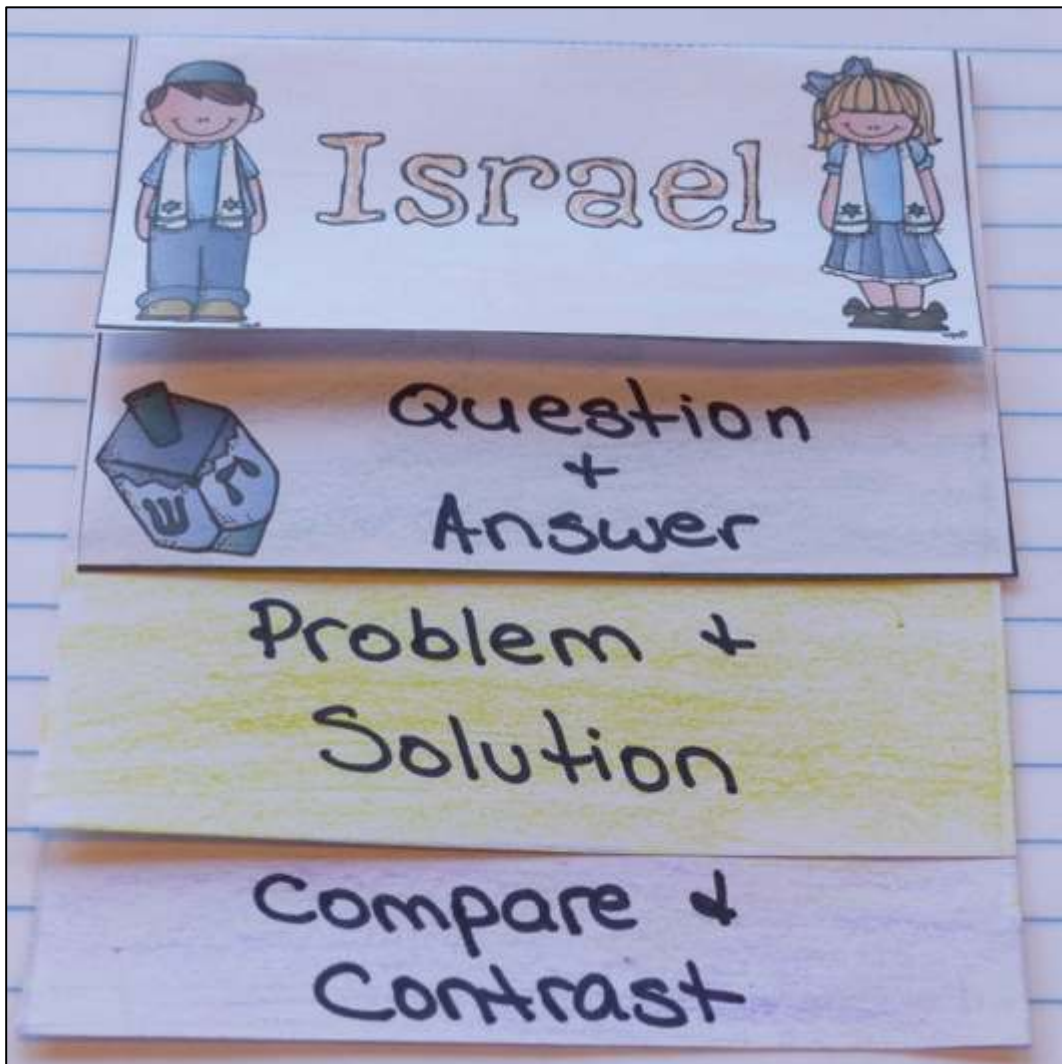 Israel
Question
+
Answer
Problem +
Solution
Compare +
Contrast